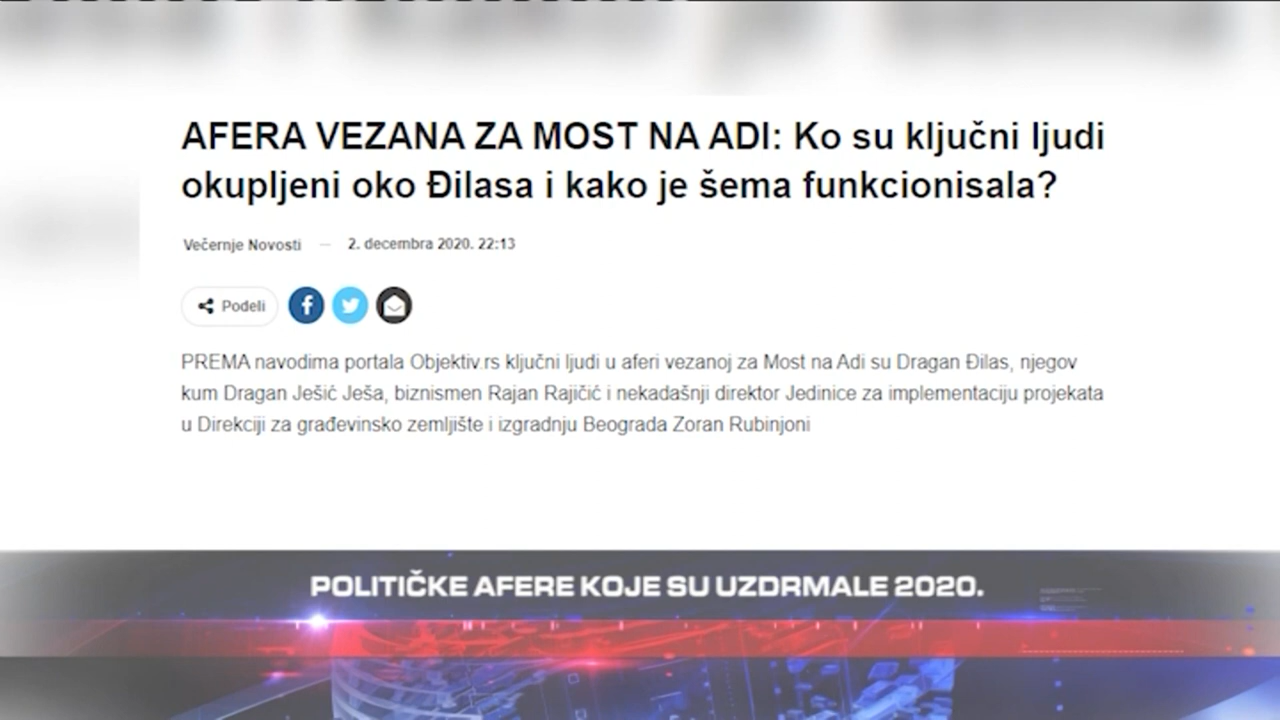 AFERA VEZANA ZA MOST NA ADI: Ko su ključni ljudi
okupljeni oko Đilasa i kako je šema funkcionisala?
Večernje Novosti — 2. decembra 2020. 22:13
Podeli
PREMA navodima portala Objektiv.rs ključni ljudi u aferi vezanoj za Most na Adi su Dragan Đilas, njegov
kum Dragan Ješić Ješa, biznismen Rajan Rajičić i nekadašnji direktor Jedinice za implementaciju projekata
u Direkciji za građevinsko zemljište i izgradnju Beograda Zoran Rubinjoni
POLITIČKE AFERE KOJE SU UZDRMALE 2020.